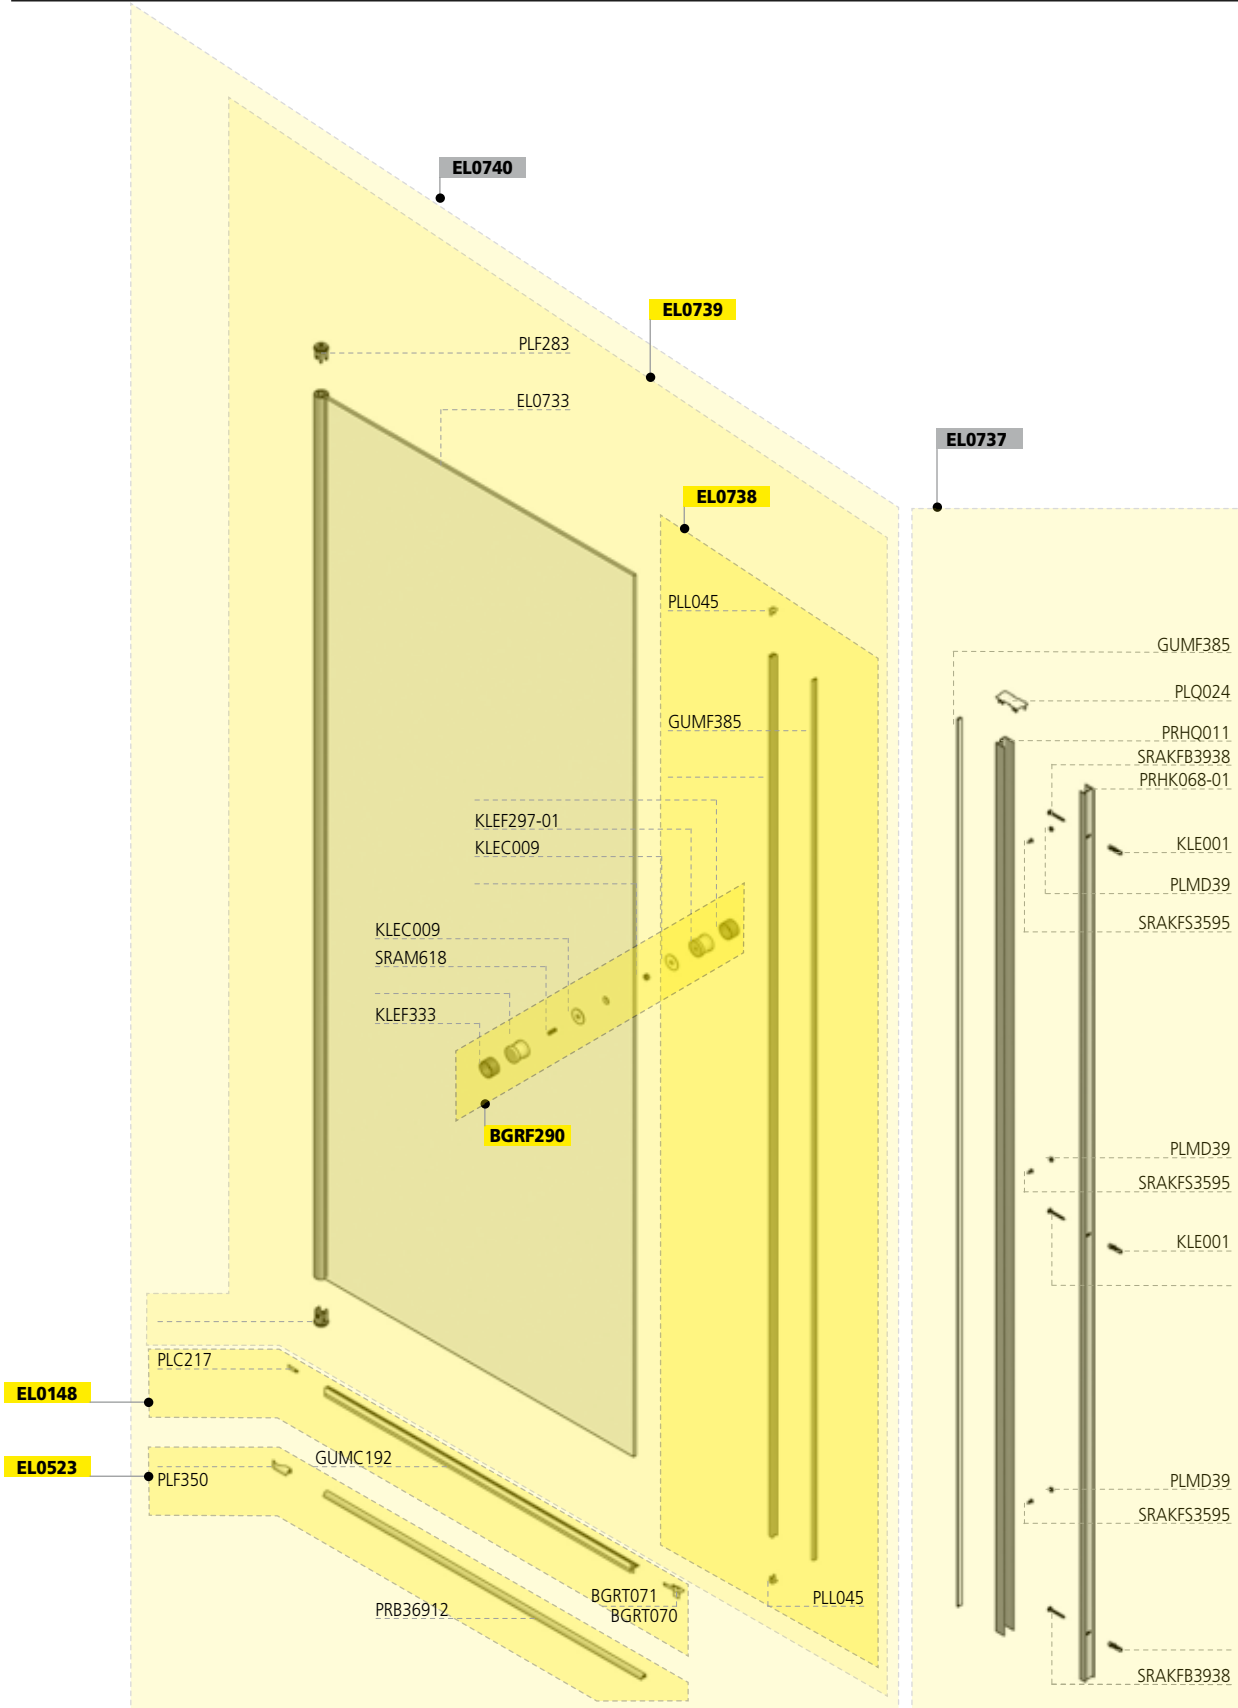 EL0740
EL0739
PLF283
EL0733
EL0737
EL0738
PLL045
GUMF385
PLQ024
GUMF385
PRHQ011
SRAKFB3938
PRHK068-01
KLEF297-01
KLEC009
KLE001
PLMD39
SRAKFS3595
KLEC009
SRAM618
KLEF333
BGRF290
PLMD39
SRAKFS3595
KLE001
PLC217
EL0148
GUMC192
EL0523
PLF350
PLMD39
SRAKFS3595
BGRT071
PLL045
PRB36912
BGRT070
SRAKFB3938